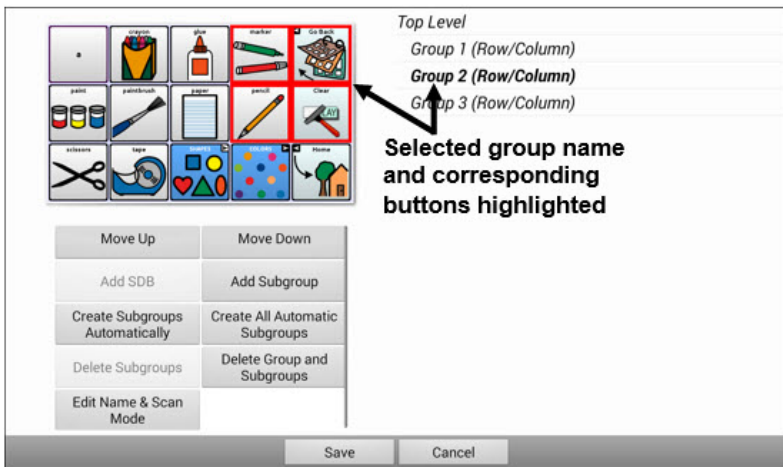 crayon glue marker Go Back
a
paint paintbrush paper pencil Clear
scissors tape SHAPES COLORS Home
Top Level
Group 1 (Row/Column)
Group 2 (Row/Column)
Group 3 (Row/Column)
Selected group name
and corresponding
buttons highlighted
Move Up Move Down
Add SDB Add Subgroup
Create Subgroups Create All Automatic
Automatically Subgroups
Delete Subgroups Delete Group and
Subgroups
Edit Name & Scan
Mode
Save Cancel